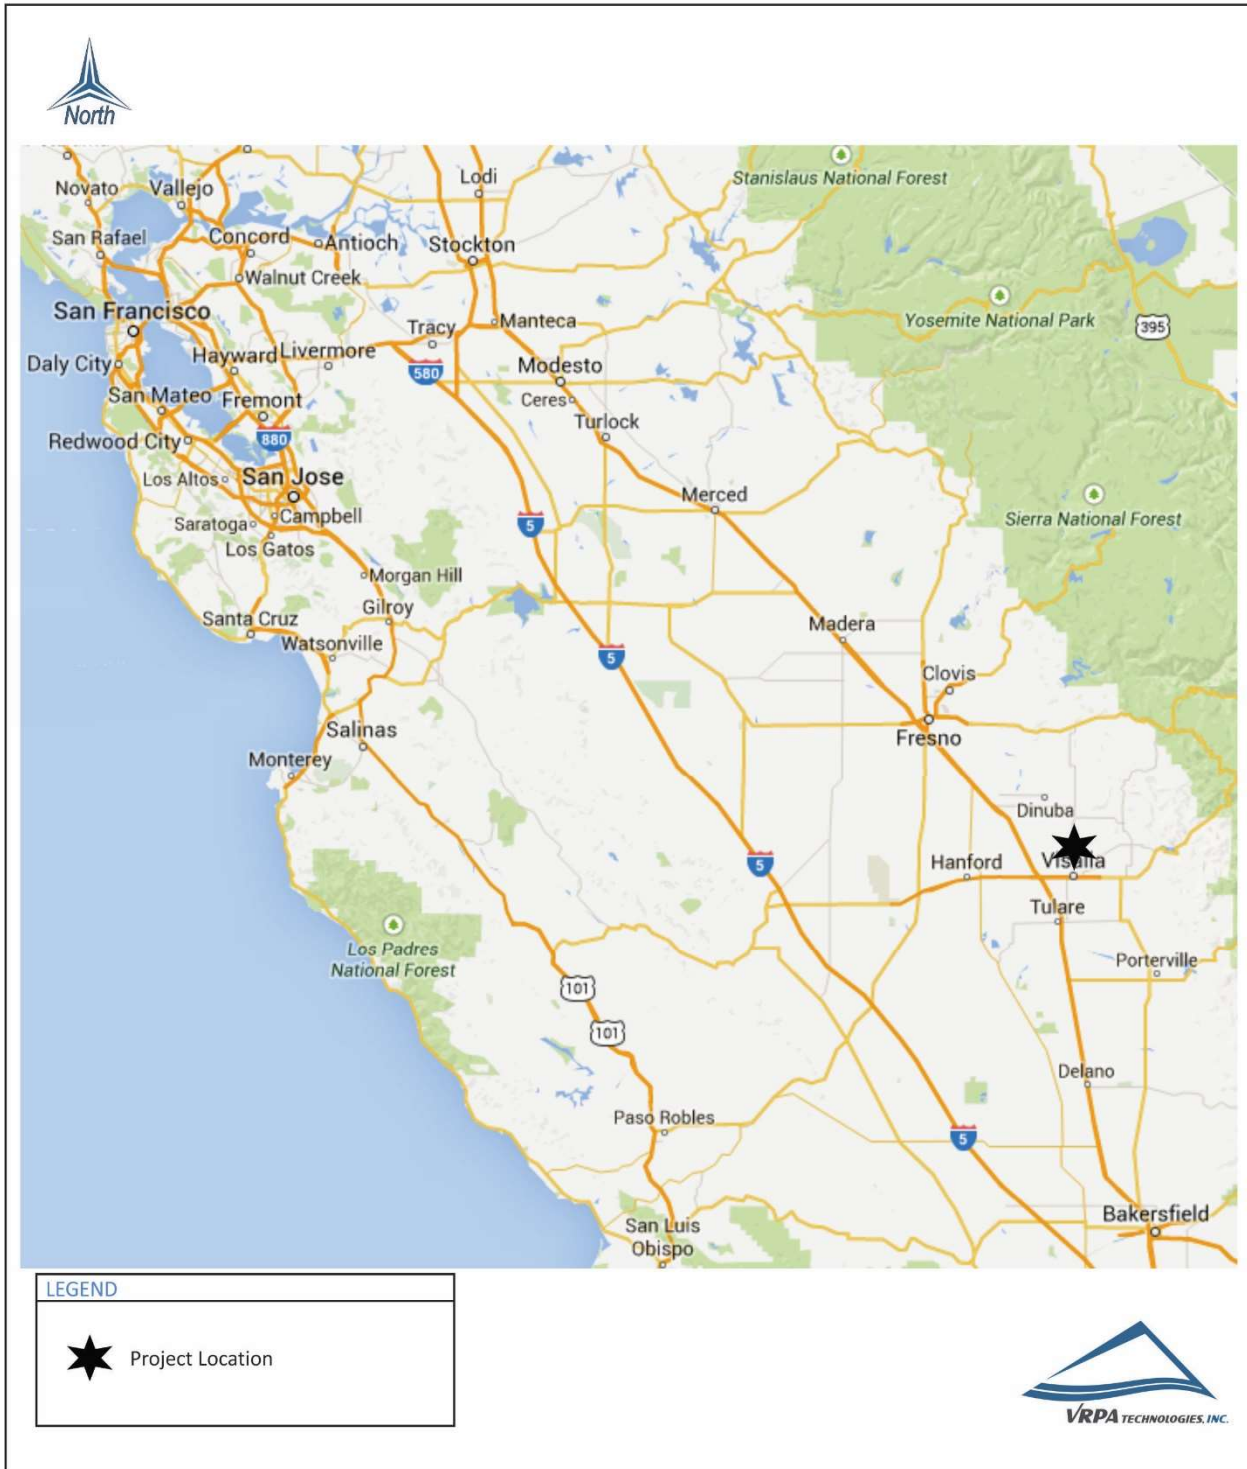 North
Stanislaus National Forest
Lodi
Novato
Vallejo
San Rafael
Concord
Antioch
Stockton
Walnut Creek
San Francisco
Tracy
Manteca
Yosemite National Park
395
Daly City
Hayward
Livermore
580
Modesto
San Mateo
Fremont
Ceres
Turlock
Redwood City
880
Los Altos
San Jose
Merced
Saratoga
Campbell
5
Sierra National Forest
Los Gatos
Morgan Hill
Santa Cruz
Gilroy
Watsonville
Madera
5
Clovis
Salinas
Fresno
Monterey
Dinuba
5
Hanford
Visalia
Tulare
Los Padres
National Forest
Porterville
101
101
Delano
Paso Robles
5
San Luis
Obispo
Bakersfield
LEGEND
Project Location
VRPA TECHNOLOGIES, INC.